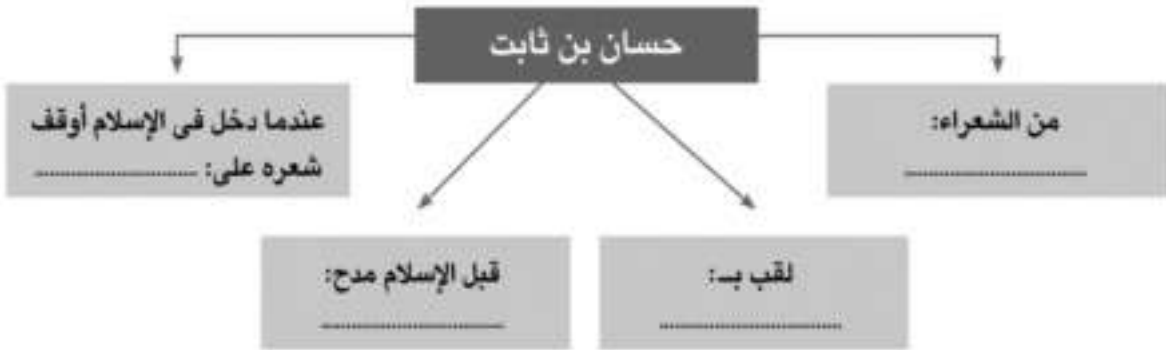 حسان بن ثابت
من الشعراء:
................................
لقب بـ:
................................
قبل الإسلام مدح:
................................
عندما دخل فى الإسلام أوقف
شعره على: ............................